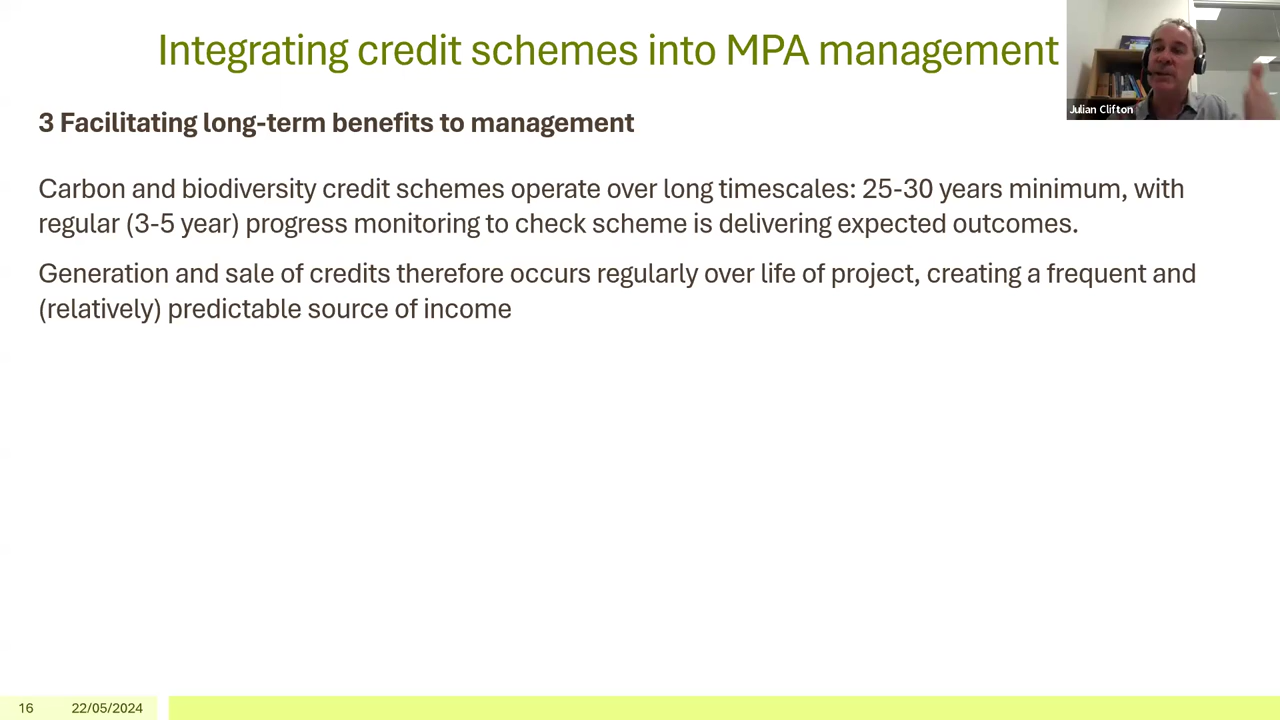 Integrating credit schemes into MPA management
Julian Clifton
3 Facilitating long-term benefits to management
Carbon and biodiversity credit schemes operate over long timescales: 25-30 years minimum, with
regular (3-5 year) progress monitoring to check scheme is delivering expected outcomes.
Generation and sale of credits therefore occurs regularly over life of project, creating a frequent and
(relatively) predictable source of income
16 22/05/2024